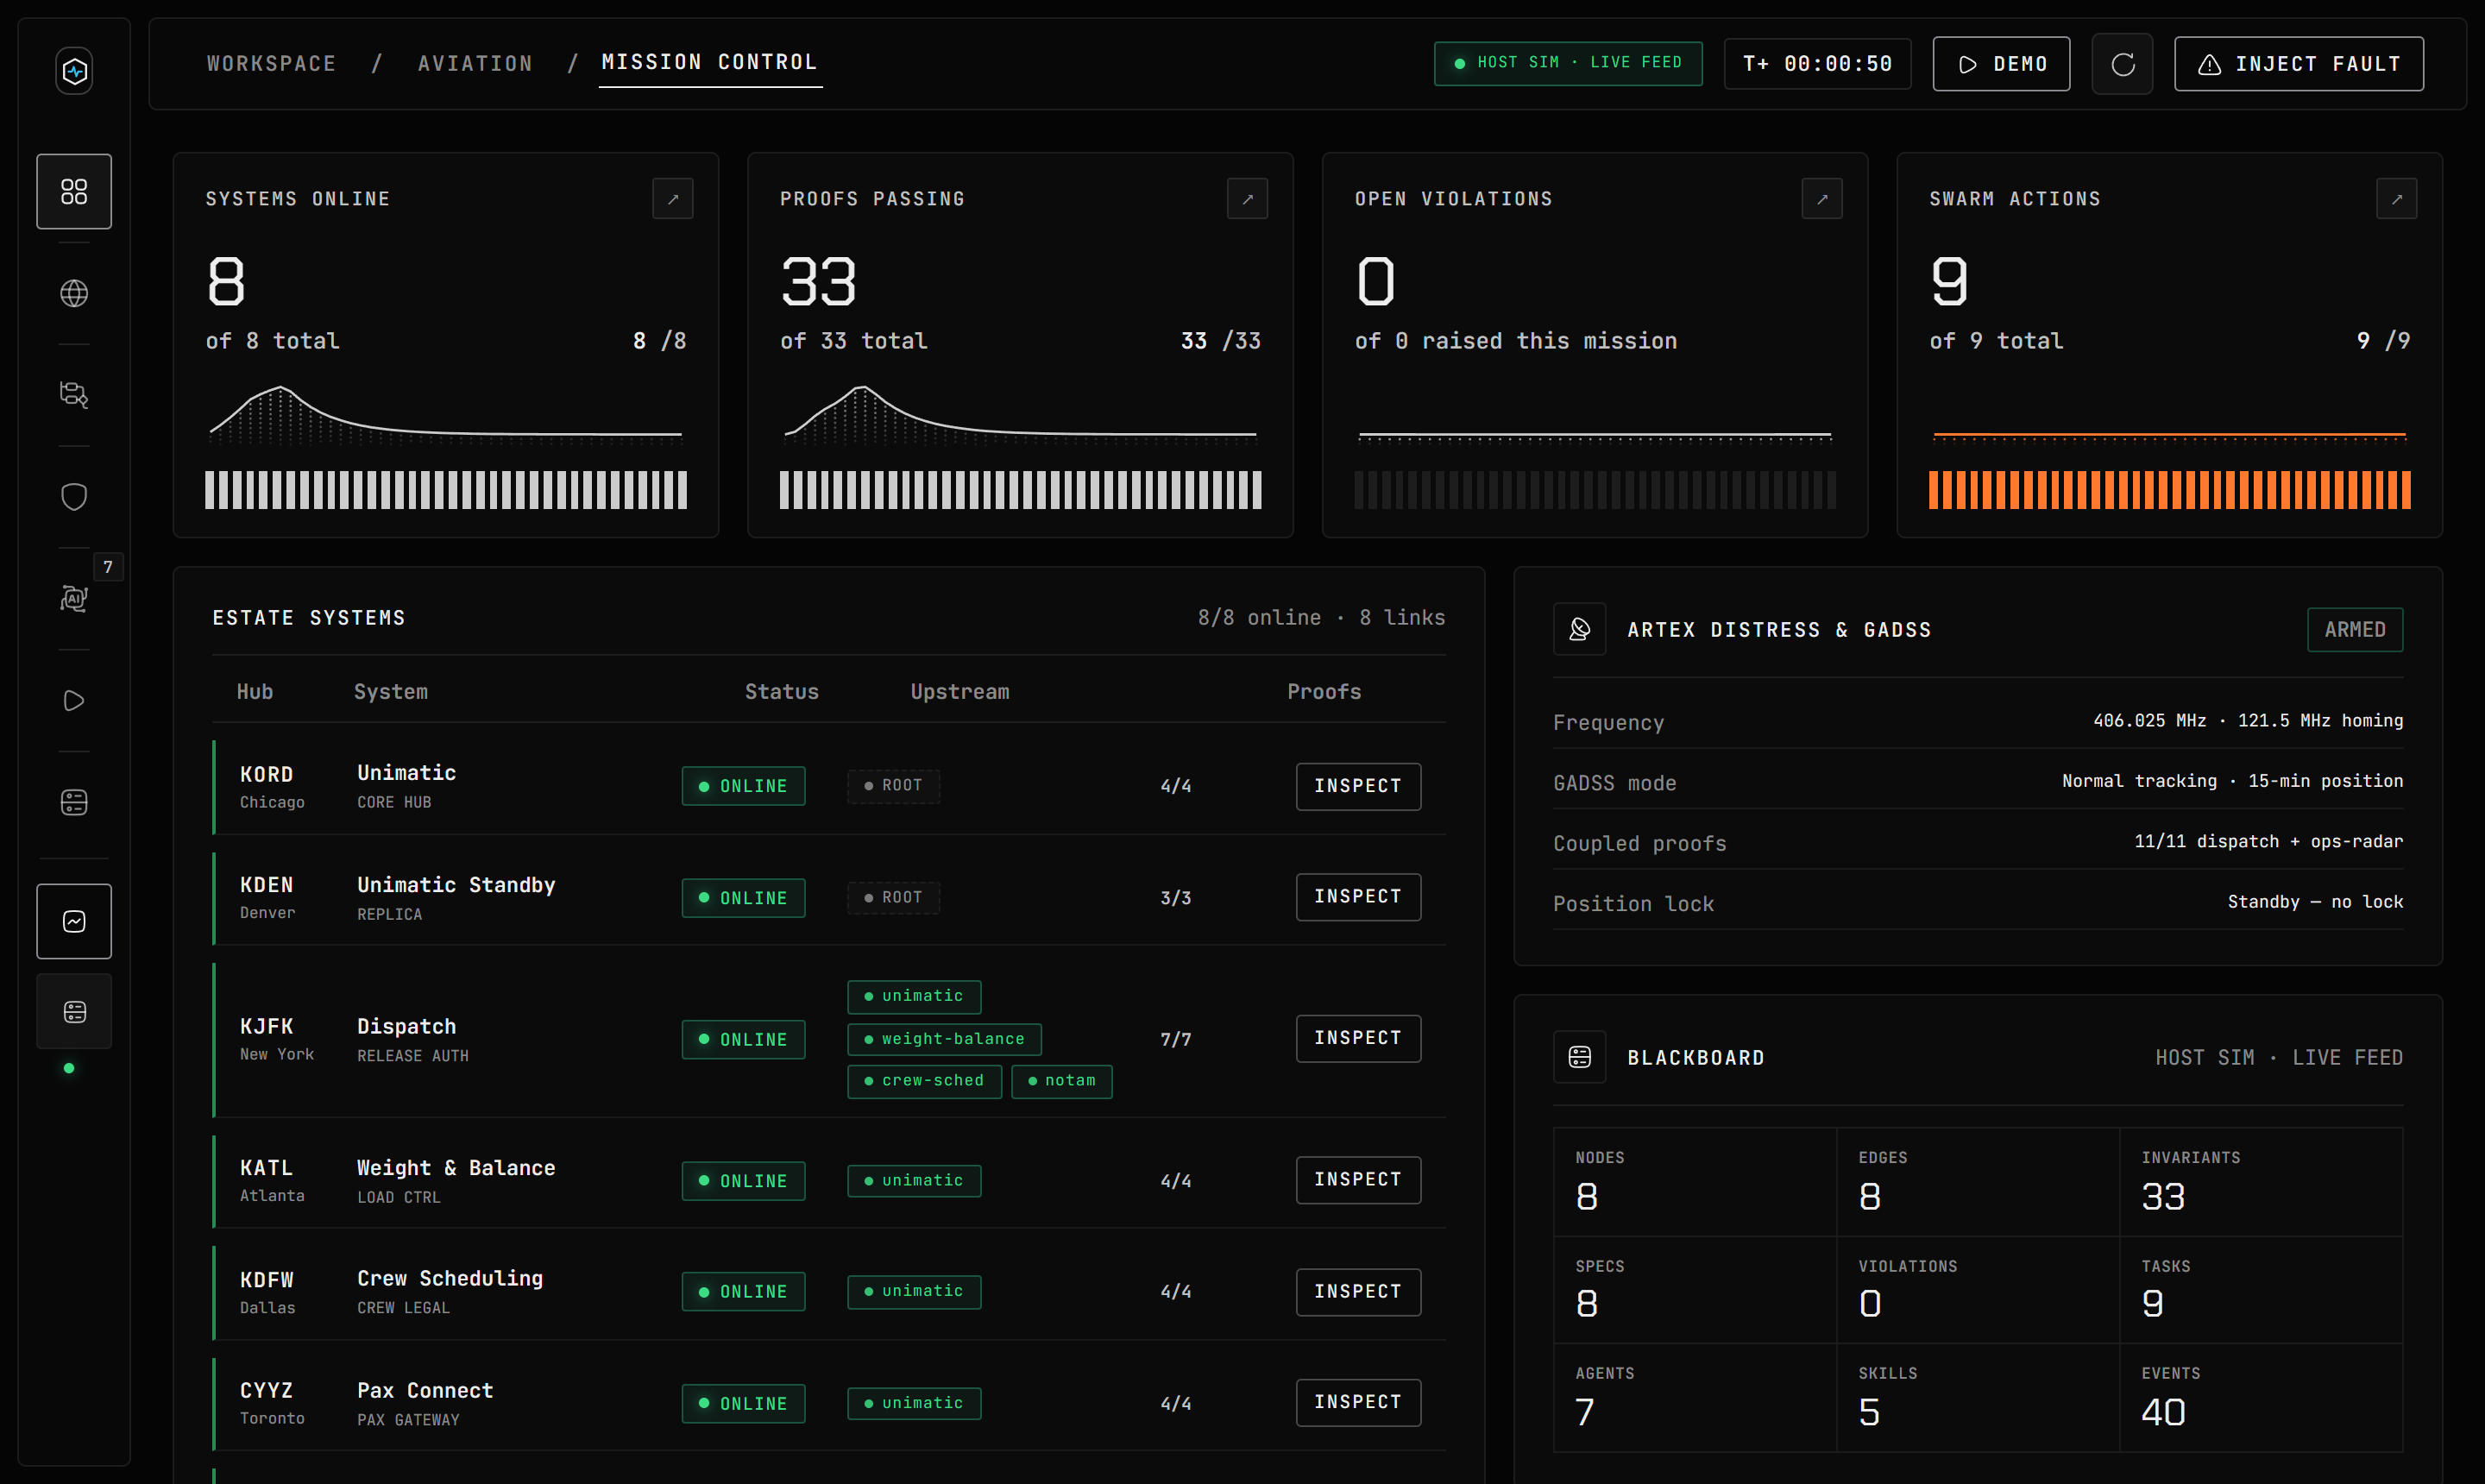 WORKSPACE / AVIATION / MISSION CONTROL
HOST SIM · LIVE FEED
T+ 00:00:50
DEMO
INJECT FAULT
SYSTEMS ONLINE
8
of 8 total 8 /8
PROOFS PASSING
33
of 33 total 33 /33
OPEN VIOLATIONS
0
of 0 raised this mission
SWARM ACTIONS
9
of 9 total 9 /9
7
AI
ESTATE SYSTEMS 8/8 online · 8 links
Hub System Status Upstream Proofs
KORD Unimatic ONLINE ROOT 4/4 INSPECT
Chicago CORE HUB
KDEN Unimatic Standby ONLINE ROOT 3/3 INSPECT
Denver REPLICA
unimatic
KJFK Dispatch ONLINE weight-balance 7/7 INSPECT
New York RELEASE AUTH
crew-sched notam
KATL Weight & Balance ONLINE unimatic 4/4 INSPECT
Atlanta LOAD CTRL
KDFW Crew Scheduling ONLINE unimatic 4/4 INSPECT
Dallas CREW LEGAL
CYYZ Pax Connect ONLINE unimatic 4/4 INSPECT
Toronto PAX GATEWAY
ARTEX DISTRESS & GADSS ARMED
Frequency 406.025 MHz · 121.5 MHz homing
GADSS mode Normal tracking · 15-min position
Coupled proofs 11/11 dispatch + ops-radar
Position lock Standby — no lock
BLACKBOARD HOST SIM · LIVE FEED
NODES EDGES INVARIANTS
8 8 33
SPECS VIOLATIONS TASKS
8 0 9
AGENTS SKILLS EVENTS
7 5 40